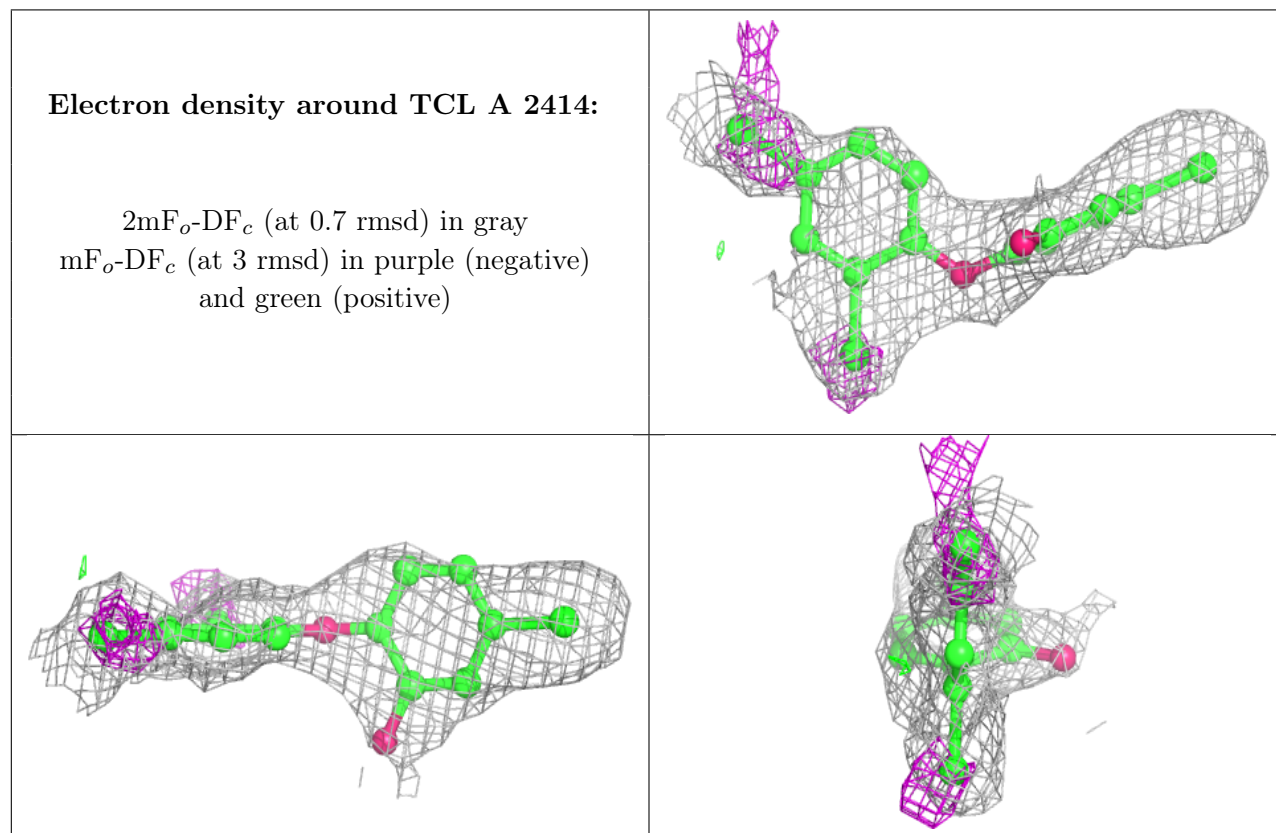 Electron density around TCL A 2414:
2mFo-DFc (at 0.7 rmsd) in gray
mFo-DFc (at 3 rmsd) in purple (negative)
and green (positive)